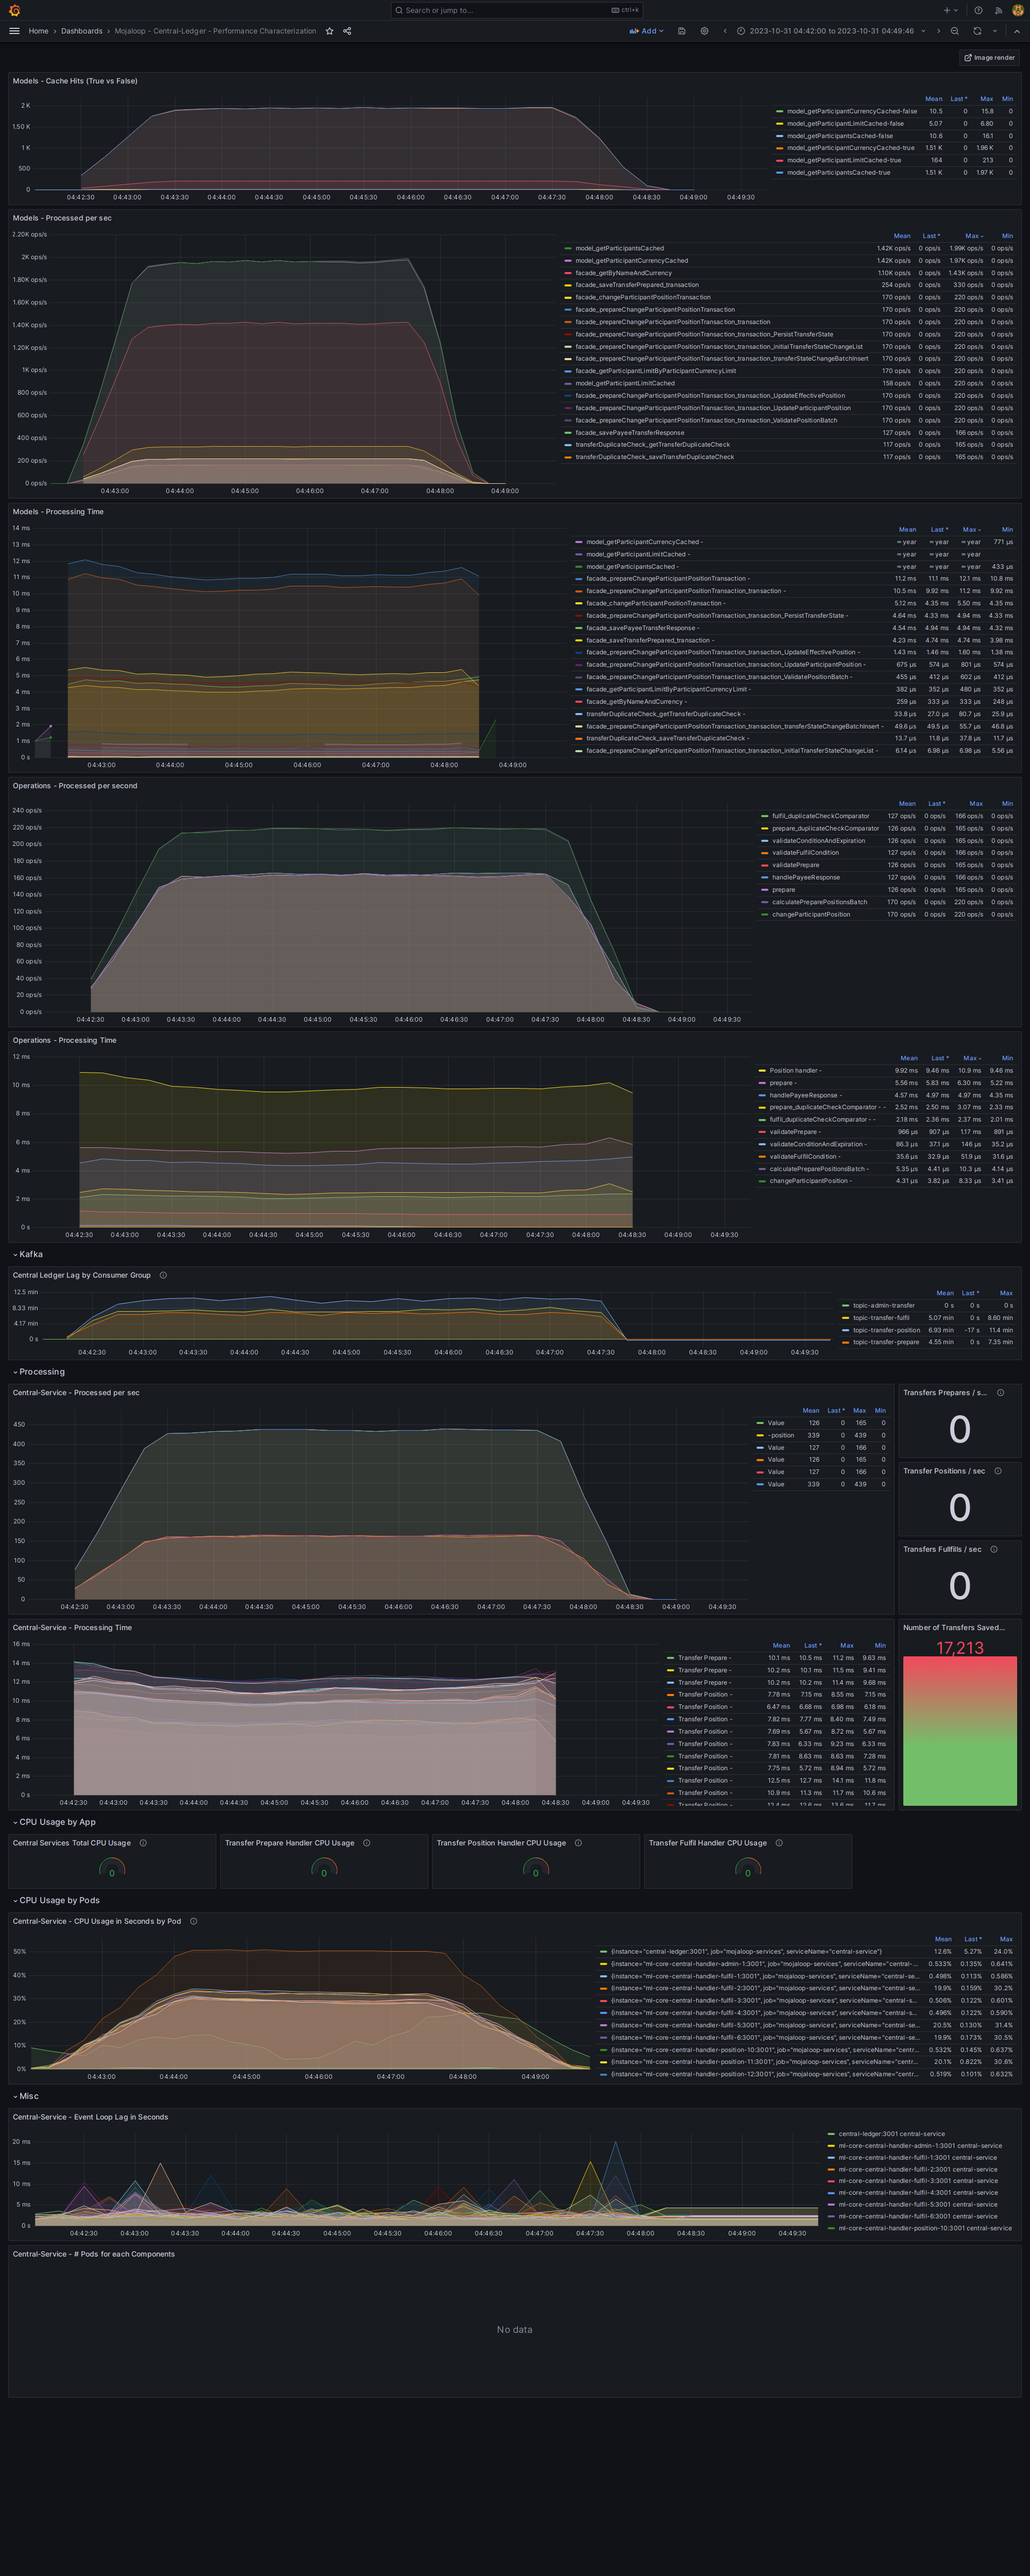 Search or jump to...
ctrl+k
Home › Dashboards › Mojaloop - Central-Ledger - Performance Characterization
Add
2023-10-31 04:42:00 to 2023-10-31 04:49:46
Image render
Models - Cache Hits (True vs False)
2 K
1.50 K
1 K
500
0
04:42:30 04:43:00 04:43:30 04:44:00 04:44:30 04:45:00 04:45:30 04:46:00 04:46:30 04:47:00 04:47:30 04:48:00 04:48:30 04:49:00 04:49:30
Mean Last * Max Min
model_getParticipantCurrencyCached-false 10.5 0 15.8 0
model_getParticipantLimitCached-false 5.07 0 6.80 0
model_getParticipantsCached-false 10.6 0 16.1 0
model_getParticipantCurrencyCached-true 1.51 K 0 1.96 K 0
model_getParticipantLimitCached-true 164 0 213 0
model_getParticipantsCached-true 1.51 K 0 1.97 K 0
Models - Processed per sec
2.20K ops/s
2K ops/s
1.80K ops/s
1.60K ops/s
1.40K ops/s
1.20K ops/s
1K ops/s
800 ops/s
600 ops/s
400 ops/s
200 ops/s
0 ops/s
04:43:00 04:44:00 04:45:00 04:46:00 04:47:00 04:48:00 04:49:00
Mean Last * Max Min
model_getParticipantsCached 1.42K ops/s 0 ops/s 1.99K ops/s 0 ops/s
model_getParticipantCurrencyCached 1.42K ops/s 0 ops/s 1.97K ops/s 0 ops/s
facade_getByNameAndCurrency 1.10K ops/s 0 ops/s 1.43K ops/s 0 ops/s
facade_saveTransferPrepared_transaction 254 ops/s 0 ops/s 330 ops/s 0 ops/s
facade_changeParticipantPositionTransaction 170 ops/s 0 ops/s 220 ops/s 0 ops/s
facade_prepareChangeParticipantPositionTransaction 170 ops/s 0 ops/s 220 ops/s 0 ops/s
facade_prepareChangeParticipantPositionTransaction_transaction 170 ops/s 0 ops/s 220 ops/s 0 ops/s
facade_prepareChangeParticipantPositionTransaction_transaction_PersistTransferState 170 ops/s 0 ops/s 220 ops/s 0 ops/s
facade_prepareChangeParticipantPositionTransaction_transaction_initialTransferStateChangeList 170 ops/s 0 ops/s 220 ops/s 0 ops/s
facade_prepareChangeParticipantPositionTransaction_transaction_transferStateChangeBatchInsert 170 ops/s 0 ops/s 220 ops/s 0 ops/s
facade_getParticipantLimitByParticipantCurrencyLimit 170 ops/s 0 ops/s 220 ops/s 0 ops/s
model_getParticipantLimitCached 158 ops/s 0 ops/s 220 ops/s 0 ops/s
facade_prepareChangeParticipantPositionTransaction_transaction_UpdateEffectivePosition 170 ops/s 0 ops/s 220 ops/s 0 ops/s
facade_prepareChangeParticipantPositionTransaction_transaction_UpdateParticipantPosition 170 ops/s 0 ops/s 220 ops/s 0 ops/s
facade_prepareChangeParticipantPositionTransaction_transaction_ValidatePositionBatch 170 ops/s 0 ops/s 220 ops/s 0 ops/s
facade_savePayeeTransferResponse 127 ops/s 0 ops/s 166 ops/s 0 ops/s
transferDuplicateCheck_getTransferDuplicateCheck 117 ops/s 0 ops/s 165 ops/s 0 ops/s
transferDuplicateCheck_saveTransferDuplicateCheck 117 ops/s 0 ops/s 165 ops/s 0 ops/s
Models - Processing Time
14 ms
13 ms
12 ms
11 ms
10 ms
9 ms
8 ms
7 ms
6 ms
5 ms
4 ms
3 ms
2 ms
1 ms
0 s
04:43:00 04:44:00 04:45:00 04:46:00 04:47:00 04:48:00 04:49:00
Mean Last * Max Min
model_getParticipantCurrencyCached - ∞ year ∞ year ∞ year 771 µs
model_getParticipantLimitCached - ∞ year ∞ year ∞ year
model_getParticipantsCached - ∞ year ∞ year ∞ year 433 µs
facade_prepareChangeParticipantPositionTransaction - 11.2 ms 11.1 ms 12.1 ms 10.8 ms
facade_prepareChangeParticipantPositionTransaction_transaction - 10.5 ms 9.92 ms 11.2 ms 9.92 ms
facade_changeParticipantPositionTransaction - 5.12 ms 4.35 ms 5.50 ms 4.35 ms
facade_prepareChangeParticipantPositionTransaction_transaction_PersistTransferState - 4.64 ms 4.33 ms 4.94 ms 4.33 ms
facade_savePayeeTransferResponse - 4.54 ms 4.94 ms 4.94 ms 4.32 ms
facade_saveTransferPrepared_transaction - 4.23 ms 4.74 ms 4.74 ms 3.98 ms
facade_prepareChangeParticipantPositionTransaction_transaction_UpdateEffectivePosition - 1.43 ms 1.46 ms 1.60 ms 1.38 ms
facade_prepareChangeParticipantPositionTransaction_transaction_UpdateParticipantPosition - 675 µs 574 µs 801 µs 574 µs
facade_prepareChangeParticipantPositionTransaction_transaction_ValidatePositionBatch - 455 µs 412 µs 602 µs 412 µs
facade_getParticipantLimitByParticipantCurrencyLimit - 382 µs 352 µs 480 µs 352 µs
facade_getByNameAndCurrency - 259 µs 333 µs 333 µs 248 µs
transferDuplicateCheck_getTransferDuplicateCheck - 33.8 µs 27.0 µs 80.7 µs 25.9 µs
facade_prepareChangeParticipantPositionTransaction_transaction_transferStateChangeBatchInsert - 49.6 µs 49.5 µs 55.7 µs 46.8 µs
transferDuplicateCheck_saveTransferDuplicateCheck - 13.7 µs 11.8 µs 37.8 µs 11.7 µs
facade_prepareChangeParticipantPositionTransaction_transaction_initialTransferStateChangeList - 6.14 µs 6.98 µs 6.98 µs 5.56 µs
Operations - Processed per second
240 ops/s
220 ops/s
200 ops/s
180 ops/s
160 ops/s
140 ops/s
120 ops/s
100 ops/s
80 ops/s
60 ops/s
40 ops/s
20 ops/s
0 ops/s
04:42:30 04:43:00 04:43:30 04:44:00 04:44:30 04:45:00 04:45:30 04:46:00 04:46:30 04:47:00 04:47:30 04:48:00 04:48:30 04:49:00 04:49:30
Mean Last * Max Min
fulfil_duplicateCheckComparator 127 ops/s 0 ops/s 166 ops/s 0 ops/s
prepare_duplicateCheckComparator 126 ops/s 0 ops/s 165 ops/s 0 ops/s
validateConditionAndExpiration 126 ops/s 0 ops/s 165 ops/s 0 ops/s
validateFulfilCondition 127 ops/s 0 ops/s 166 ops/s 0 ops/s
validatePrepare 126 ops/s 0 ops/s 165 ops/s 0 ops/s
handlePayeeResponse 127 ops/s 0 ops/s 166 ops/s 0 ops/s
prepare 126 ops/s 0 ops/s 165 ops/s 0 ops/s
calculatePreparePositionsBatch 170 ops/s 0 ops/s 220 ops/s 0 ops/s
changeParticipantPosition 170 ops/s 0 ops/s 220 ops/s 0 ops/s
Operations - Processing Time
12 ms
10 ms
8 ms
6 ms
4 ms
2 ms
0 s
04:42:30 04:43:00 04:43:30 04:44:00 04:44:30 04:45:00 04:45:30 04:46:00 04:46:30 04:47:00 04:47:30 04:48:00 04:48:30 04:49:00 04:49:30
Mean Last * Max Min
Position handler - 9.92 ms 9.46 ms 10.9 ms 9.46 ms
prepare - 5.56 ms 5.83 ms 6.30 ms 5.22 ms
handlePayeeResponse - 4.57 ms 4.97 ms 4.97 ms 4.35 ms
prepare_duplicateCheckComparator - - 2.52 ms 2.50 ms 3.07 ms 2.33 ms
fulfil_duplicateCheckComparator - - 2.18 ms 2.36 ms 2.37 ms 2.01 ms
validatePrepare - 966 µs 907 µs 1.17 ms 891 µs
validateConditionAndExpiration - 86.3 µs 37.1 µs 146 µs 35.2 µs
validateFulfilCondition - 35.6 µs 32.9 µs 51.9 µs 31.6 µs
calculatePreparePositionsBatch - 5.35 µs 4.41 µs 10.3 µs 4.14 µs
changeParticipantPosition - 4.31 µs 3.82 µs 8.33 µs 3.41 µs
Kafka
Central Ledger Lag by Consumer Group
12.5 min
8.33 min
4.17 min
0 s
04:42:30 04:43:00 04:43:30 04:44:00 04:44:30 04:45:00 04:45:30 04:46:00 04:46:30 04:47:00 04:47:30 04:48:00 04:48:30 04:49:00 04:49:30
Mean Last * Max
topic-admin-transfer 0 s 0 s 0 s
topic-transfer-fulfil 5.07 min 0 s 8.60 min
topic-transfer-position 6.93 min -17 s 11.4 min
topic-transfer-prepare 4.55 min 0 s 7.35 min
Processing
Central-Service - Processed per sec
450
400
350
300
250
200
150
100
50
0
04:42:30 04:43:00 04:43:30 04:44:00 04:44:30 04:45:00 04:45:30 04:46:00 04:46:30 04:47:00 04:47:30 04:48:00 04:48:30 04:49:00 04:49:30
Mean Last * Max Min
Value 126 0 165 0
-position 339 0 439 0
Value 127 0 166 0
Value 126 0 165 0
Value 127 0 166 0
Value 339 0 439 0
Transfers Prepares / s...
0
Transfer Positions / sec
0
Transfers Fullfills / sec
0
Central-Service - Processing Time
16 ms
14 ms
12 ms
10 ms
8 ms
6 ms
4 ms
2 ms
0 s
04:42:30 04:43:00 04:43:30 04:44:00 04:44:30 04:45:00 04:45:30 04:46:00 04:46:30 04:47:00 04:47:30 04:48:00 04:48:30 04:49:00 04:49:30
Mean Last * Max Min
Transfer Prepare - 10.1 ms 10.5 ms 11.2 ms 9.63 ms
Transfer Prepare - 10.2 ms 10.1 ms 11.5 ms 9.41 ms
Transfer Prepare - 10.2 ms 10.2 ms 11.4 ms 9.68 ms
Transfer Position - 7.78 ms 7.15 ms 8.55 ms 7.15 ms
Transfer Position - 6.47 ms 6.68 ms 6.98 ms 6.18 ms
Transfer Position - 7.82 ms 7.77 ms 8.40 ms 7.49 ms
Transfer Position - 7.69 ms 5.67 ms 8.72 ms 5.67 ms
Transfer Position - 7.83 ms 6.33 ms 9.23 ms 6.33 ms
Transfer Position - 7.81 ms 8.63 ms 8.63 ms 7.28 ms
Transfer Position - 7.75 ms 5.72 ms 8.94 ms 5.72 ms
Transfer Position - 12.5 ms 12.7 ms 14.1 ms 11.8 ms
Transfer Position - 10.9 ms 11.3 ms 11.7 ms 10.6 ms
Transfer Position - 12.4 ms 12.6 ms 13.6 ms 11.7 ms
Number of Transfers Saved...
17,213
CPU Usage by App
Central Services Total CPU Usage
0
Transfer Prepare Handler CPU Usage
0
Transfer Position Handler CPU Usage
0
Transfer Fulfil Handler CPU Usage
0
CPU Usage by Pods
Central-Service - CPU Usage in Seconds by Pod
50%
40%
30%
20%
10%
0%
04:43:00 04:44:00 04:45:00 04:46:00 04:47:00 04:48:00 04:49:00
Mean Last * Max
{instance="central-ledger:3001", job="mojaloop-services", serviceName="central-service"} 12.6% 5.27% 24.0%
{instance="ml-core-central-handler-admin-1:3001", job="mojaloop-services", serviceName="central-... 0.533% 0.135% 0.641%
{instance="ml-core-central-handler-fulfil-1:3001", job="mojaloop-services", serviceName="central-se... 0.498% 0.113% 0.586%
{instance="ml-core-central-handler-fulfil-2:3001", job="mojaloop-services", serviceName="central-se... 19.9% 0.159% 30.2%
{instance="ml-core-central-handler-fulfil-3:3001", job="mojaloop-services", serviceName="central-s... 0.506% 0.122% 0.601%
{instance="ml-core-central-handler-fulfil-4:3001", job="mojaloop-services", serviceName="central-s... 0.496% 0.122% 0.590%
{instance="ml-core-central-handler-fulfil-5:3001", job="mojaloop-services", serviceName="central-se... 20.5% 0.130% 31.4%
{instance="ml-core-central-handler-fulfil-6:3001", job="mojaloop-services", serviceName="central-se... 19.9% 0.173% 30.5%
{instance="ml-core-central-handler-position-10:3001", job="mojaloop-services", serviceName="centr... 0.532% 0.145% 0.637%
{instance="ml-core-central-handler-position-11:3001", job="mojaloop-services", serviceName="centr... 20.1% 0.822% 30.6%
{instance="ml-core-central-handler-position-12:3001", job="mojaloop-services", serviceName="centr... 0.519% 0.101% 0.632%
Misc
Central-Service - Event Loop Lag in Seconds
20 ms
15 ms
10 ms
5 ms
0 s
04:42:30 04:43:00 04:43:30 04:44:00 04:44:30 04:45:00 04:45:30 04:46:00 04:46:30 04:47:00 04:47:30 04:48:00 04:48:30 04:49:00 04:49:30
central-ledger:3001 central-service
ml-core-central-handler-admin-1:3001 central-service
ml-core-central-handler-fulfil-1:3001 central-service
ml-core-central-handler-fulfil-2:3001 central-service
ml-core-central-handler-fulfil-3:3001 central-service
ml-core-central-handler-fulfil-4:3001 central-service
ml-core-central-handler-fulfil-5:3001 central-service
ml-core-central-handler-fulfil-6:3001 central-service
ml-core-central-handler-position-10:3001 central-service
Central-Service - # Pods for each Components
No data